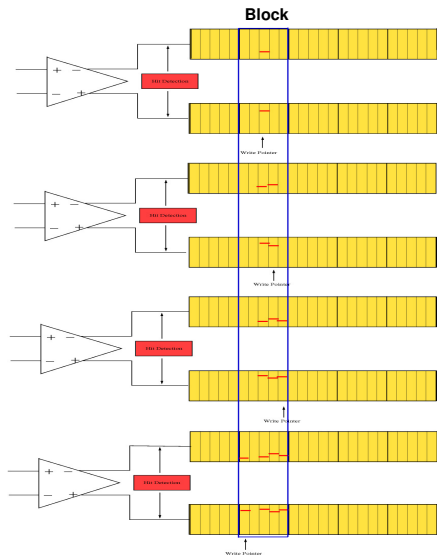 Block
+ −
Hit Detection
− +
Write Pointer
+ −
Hit Detection
− +
Write Pointer
+ −
Hit Detection
− +
Write Pointer
+ −
Hit Detection
− +
Write Pointer